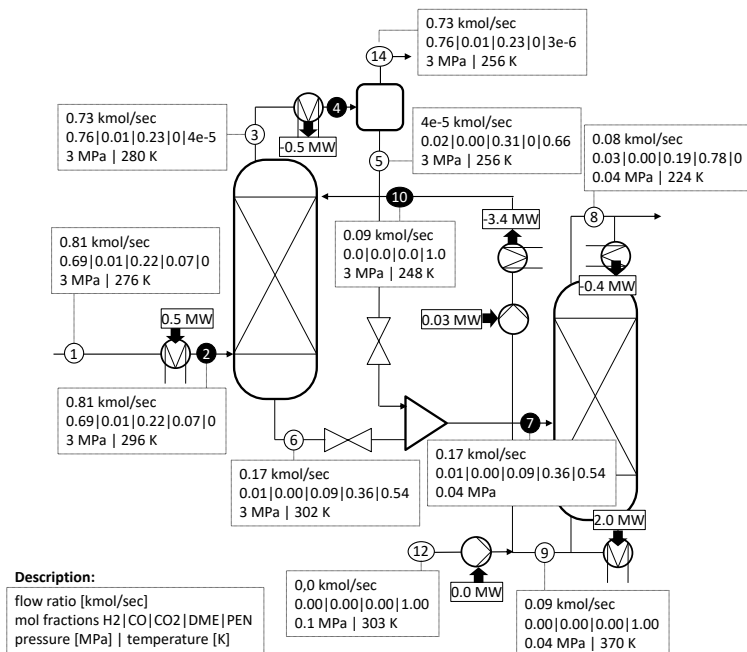 0.73 kmol/sec
0.76|0.01|0.23|0|3e-6
3 MPa | 256 K
14
0.73 kmol/sec
0.76|0.01|0.23|0|4e-5
3 MPa | 280 K
3
4
-0.5 MW
4e-5 kmol/sec
0.02|0.00|0.31|0|0.66
3 MPa | 256 K
5
0.08 kmol/sec
0.03|0.00|0.19|0.78|0
0.04 MPa | 224 K
8
10
-3.4 MW
-0.4 MW
0.09 kmol/sec
0.0|0.0|0.0|1.0
3 MPa | 248 K
0.81 kmol/sec
0.69|0.01|0.22|0.07|0
3 MPa | 276 K
0.5 MW
0.03 MW
1
2
0.81 kmol/sec
0.69|0.01|0.22|0.07|0
3 MPa | 296 K
6
7
0.17 kmol/sec
0.01|0.00|0.09|0.36|0.54
3 MPa | 302 K
0.17 kmol/sec
0.01|0.00|0.09|0.36|0.54
0.04 MPa
2.0 MW
12
9
0.0 MW
0,0 kmol/sec
0.00|0.00|0.00|1.00
0.1 MPa | 303 K
0.09 kmol/sec
0.00|0.00|0.00|1.00
0.04 MPa | 370 K
Description:
flow ratio [kmol/sec]
mol fractions H2|CO|CO2|DME|PEN
pressure [MPa] | temperature [K]